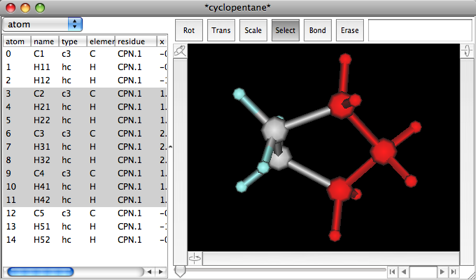 *cyclopentane*
atom
Rot Trans Scale Select Bond Erase
atom name type elemen residue x
0 C1 c3 C CPN.1
1 H11 hc H CPN.1
2 H12 hc H CPN.1
3 C2 c3 C CPN.1 1.
4 H21 hc H CPN.1 1.
5 H22 hc H CPN.1 1.
6 C3 c3 C CPN.1 2.
7 H31 hc H CPN.1 2.
8 H32 hc H CPN.1 2.
9 C4 c3 C CPN.1 1.
10 H41 hc H CPN.1 1.
11 H42 hc H CPN.1 1.
12 C5 c3 C CPN.1
13 H51 hc H CPN.1
14 H52 hc H CPN.1